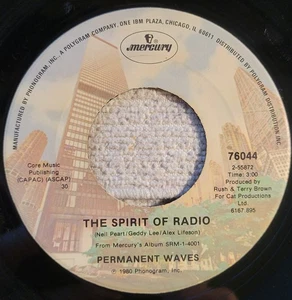 MANUFACTURED BY PHONOGRAM, INC., A POLYGRAM COMPANY, ONE IBM PLAZA, CHICAGO, IL 60611 DISTRIBUTED BY POLYGRAM DISTRIBUTION, INC.
mercury
Core Music
Publishing
(CAPAC) (ASCAP)
30
76044
2-55872
Time: 3:00
Produced by
Rush & Terry Brown
For Cat Productions
Ltd
6167 895
THE SPIRIT OF RADIO
(Neil Peart/Geddy Lee/Alex Lifeson)
From Mercury's Album SRM-1-4001
PERMANENT WAVES
℗ 1980 Phonogram, Inc.